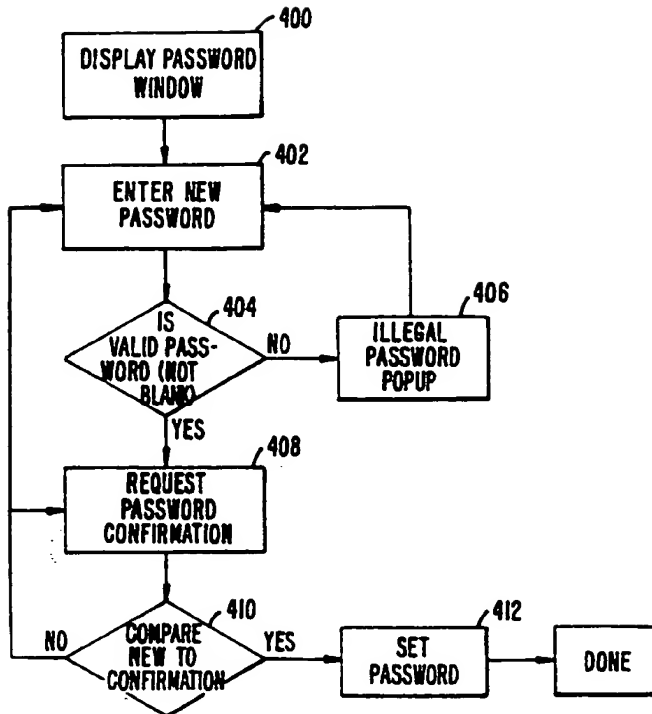 400
DISPLAY PASSWORD
WINDOW
402
ENTER NEW
PASSWORD
404
IS
VALID PASS-
WORD (NOT
BLANK)
NO
406
ILLEGAL
PASSWORD
POPUP
YES
408
REQUEST
PASSWORD
CONFIRMATION
410
NO
COMPARE
NEW TO
CONFIRMATION
YES
412
SET
PASSWORD
DONE